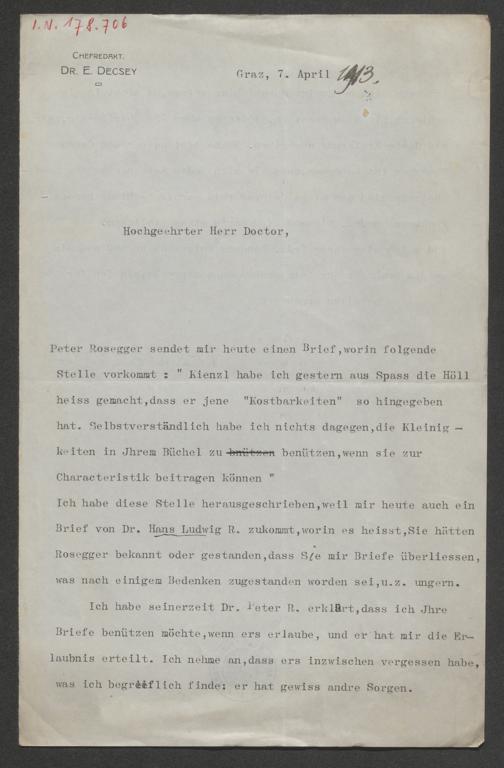 I.N. 178.706
CHEFREDAKT.
DR. E. DECSEY
Graz, 7. April 1913.
Hochgeehrter Herr Doctor,
Peter Rosegger sendet mir heute einen Brief,worin folgende
Stelle vorkommt : " Kienzl habe ich gestern aus Spass die Höll
heiss gemacht,dass er jene "Kostbarkeiten" so hingegeben
hat. Selbstverständlich habe ich nichts dagegen,die Kleinig -
keiten in Jhrem Büchel zu bnützen benützen,wenn sie zur
Characteristik beitragen können "
Ich habe diese Stelle herausgeschrieben,weil mir heute auch ein
Brief von Dr. Hans Ludwig R. zukommt,worin es heisst,Sie hätten
Rosegger bekannt oder gestanden,dass Sie mir Briefe überliessen,
was nach einigem Bedenken zugestanden worden sei,u.z. ungern.
Ich habe seinerzeit Dr. Peter R. erklärt,dass ich Jhre
Briefe benützen möchte,wenn ers erlaube, und er hat mir die Er-
laubnis erteilt. Ich nehme an,dass ers inzwischen vergessen habe,
was ich begreiflich finde: er hat gewiss andre Sorgen.